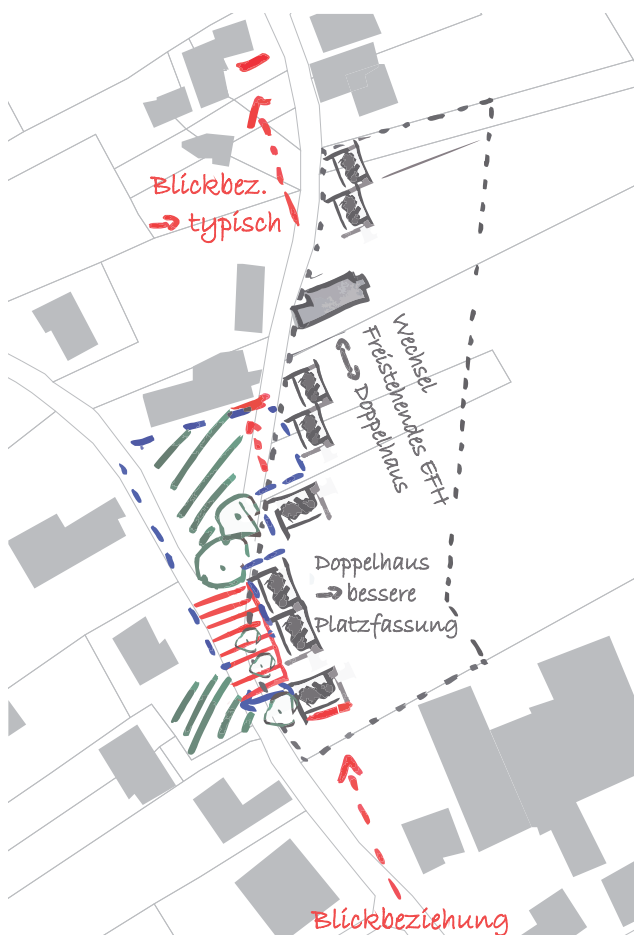 Blickbez.
→ typisch
Wechsel
Freistehendes EFH
↔ Doppelhaus
Doppelhaus
→ bessere
Platzfassung
Blickbeziehung